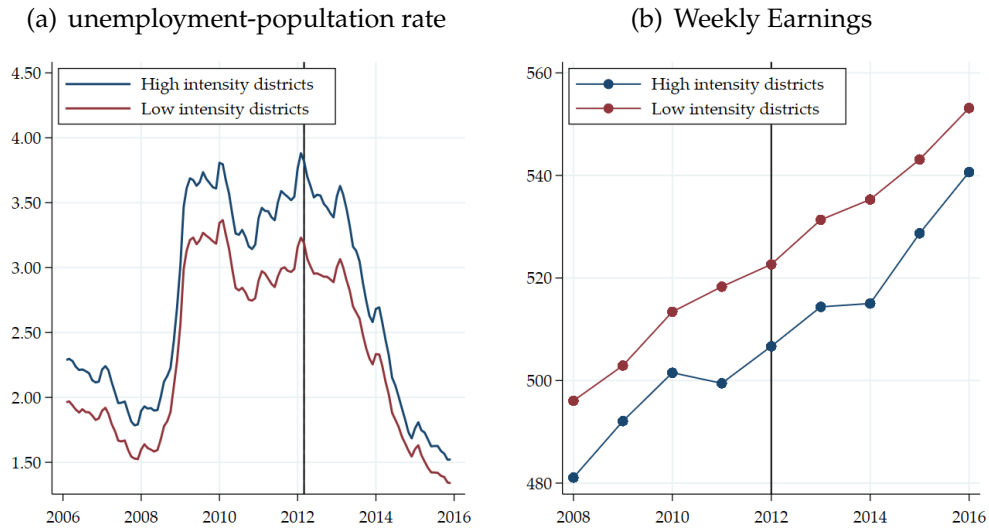 (a) unemployment-popultation rate
4.50
High intensity districts
Low intensity districts
4.00
3.50
3.00
2.50
2.00
1.50
2006 2008 2010 2012 2014 2016
(b) Weekly Earnings
560
High intensity districts
Low intensity districts
540
520
500
480
2008 2010 2012 2014 2016